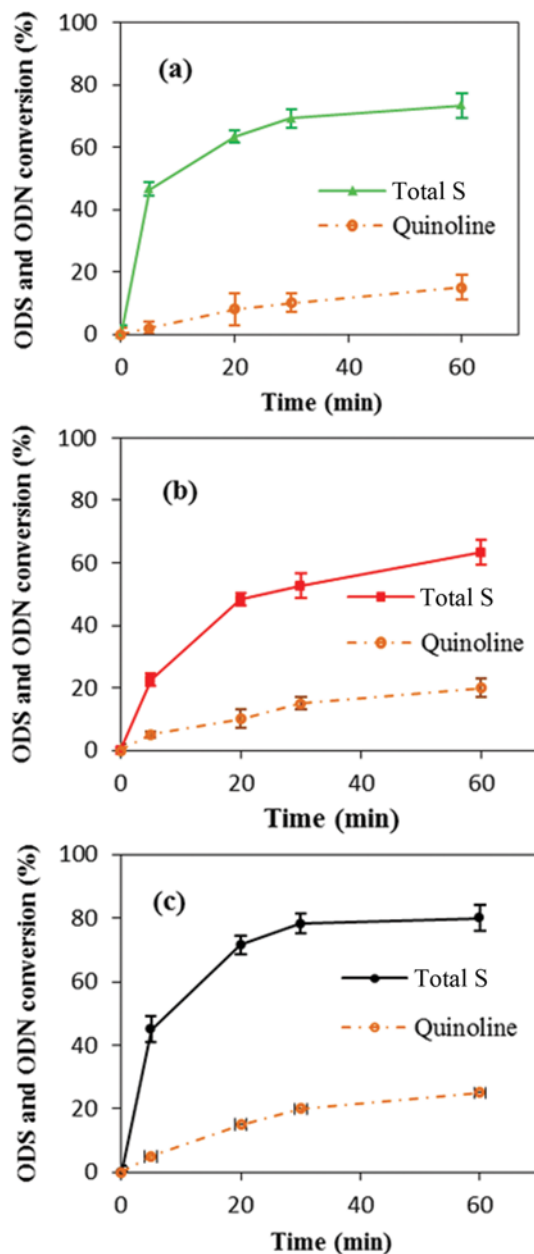 100
(a)
80
60
Total S
40
Quinoline
20
0
0 20 40 60
Time (min)
ODS and ODN conversion (%)
100
(b)
80
60
Total S
40
Quinoline
20
0
0 20 40 60
Time (min)
ODS and ODN conversion (%)
100
(c)
80
60
Total S
40
Quinoline
20
0
0 20 40 60
Time (min)
ODS and ODN conversion (%)